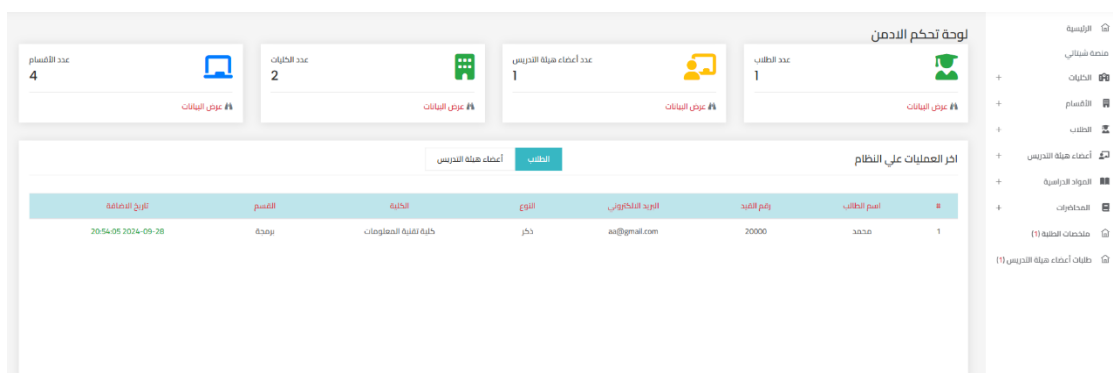 لوحة تحكم الادمن
عدد الطلاب
1
عرض البيانات
عدد أعضاء هيئة التدريس
1
عرض البيانات
عدد الكليات
2
عرض البيانات
عدد الأقسام
4
عرض البيانات
اخر العمليات علي النظام
الطلاب أعضاء هيئة التدريس
# اسم الطالب رقم القيد البريد الالكتروني النوع الكلية القسم تاريخ الاضافة
1 محمد 20000 aa@gmail.com ذكر كلية تقنية المعلومات برمجة 20:54:05 2024-09-28
الرئيسية
منصة شيتاتي
الكليات +
الأقسام +
الطلاب +
أعضاء هيئة التدريس +
المواد الدراسية +
المحاضرات +
ملخصات الطلبة (1)
طلبات أعضاء هيئة التدريس (1)